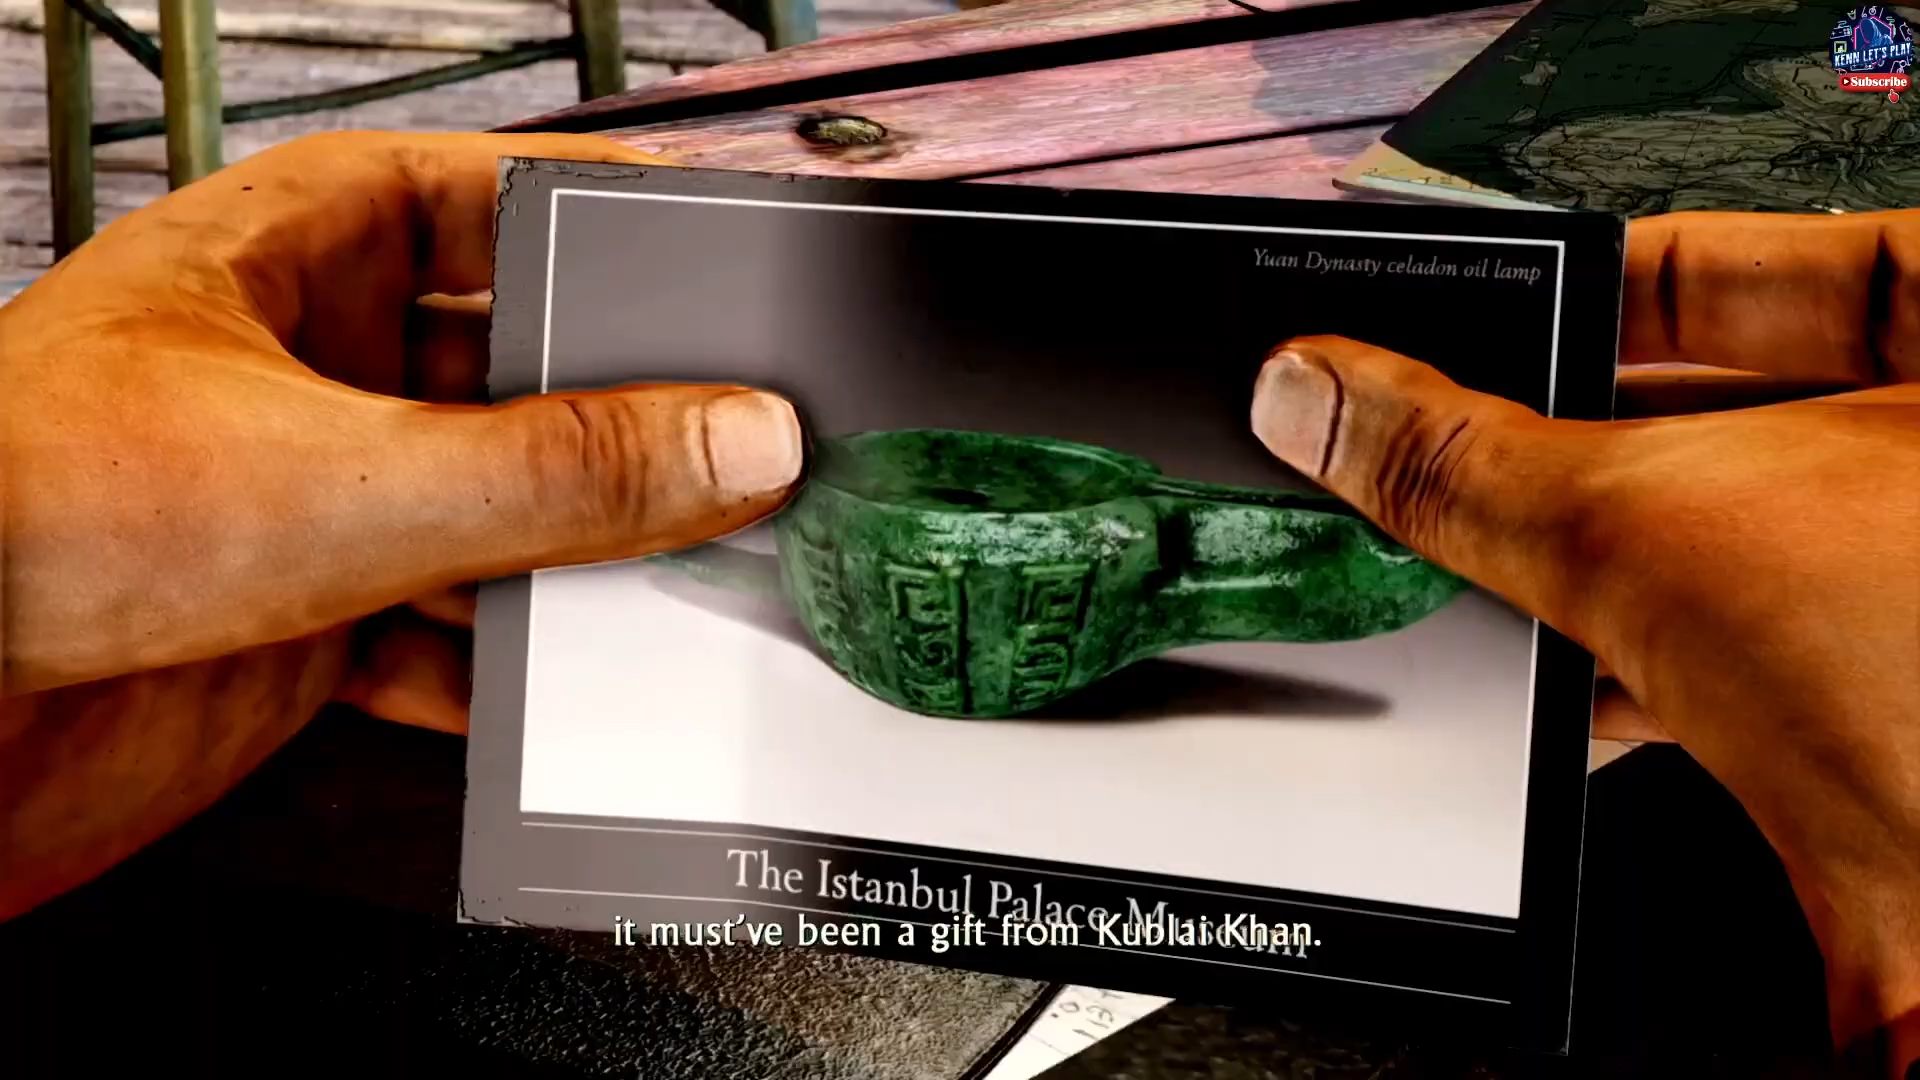 KENN LET'S PLAY
Subscribe
Yuan Dynasty celadon oil lamp
The Istanbul Palace Museum
it must've been a gift from Kublai Khan.